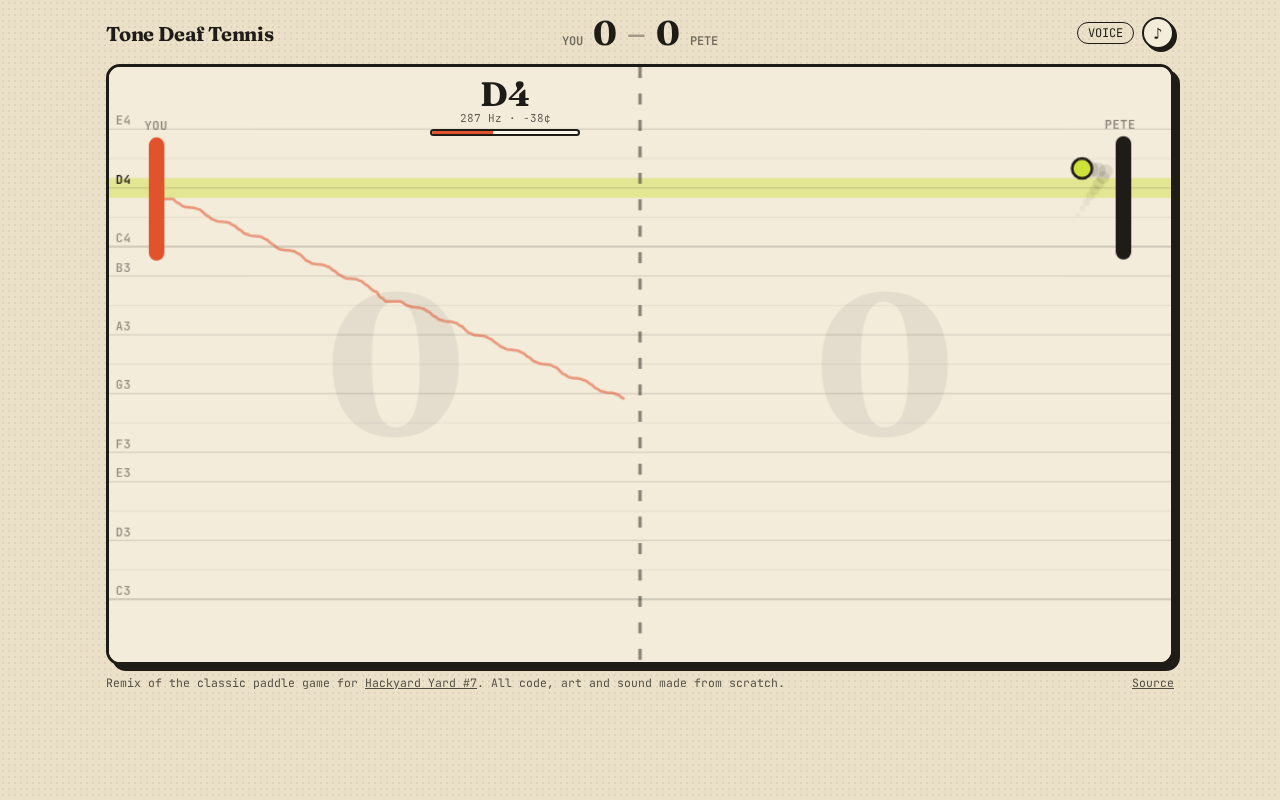 Tone Deaf Tennis
YOU 0 — 0 PETE
VOICE ♪
D4
287 Hz · -38¢
E4
YOU
PETE
D4
C4
B3
A3
G3
F3
E3
D3
C3
0 0
Remix of the classic paddle game for Hackyard Yard #7. All code, art and sound made from scratch.
Source